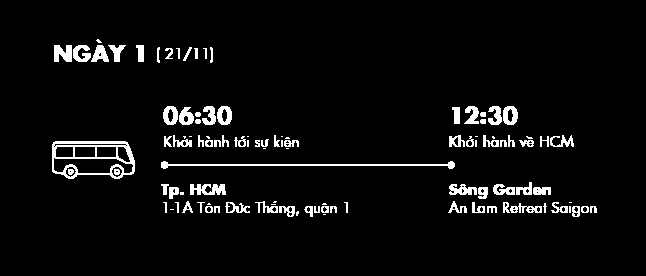 NGÀY 1 ( 21/11)
06:30
Khởi hành tới sự kiện
Tp. HCM
1-1A Tôn Đức Thắng, quận 1
12:30
Khởi hành về HCM
Sông Garden
An Lam Retreat Saigon